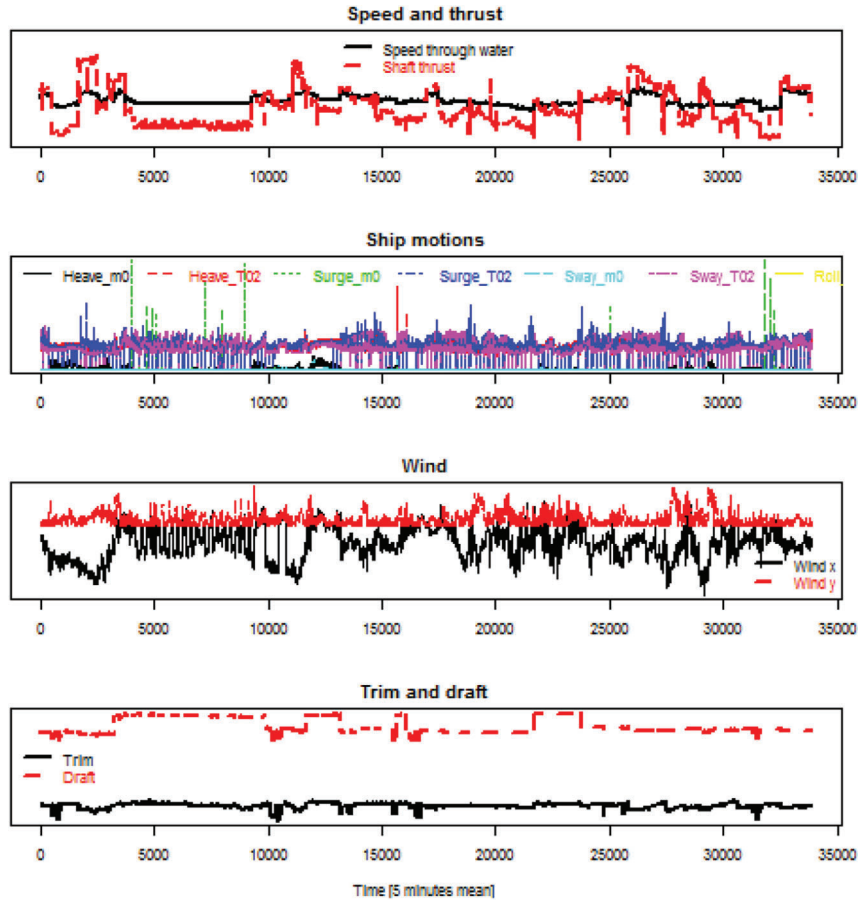 Speed and thrust
Speed through water
Shaft thrust
0 5000 10000 15000 20000 25000 30000 35000
Ship motions
Heave_m0 Heave_T02 Surge_m0 Surge_T02 Sway_m0 Sway_T02 Roll
0 5000 10000 15000 20000 25000 30000 35000
Wind
Wind x
Wind y
0 5000 10000 15000 20000 25000 30000 35000
Trim and draft
Trim
Draft
0 5000 10000 15000 20000 25000 30000 35000
Time [5 minutes mean]